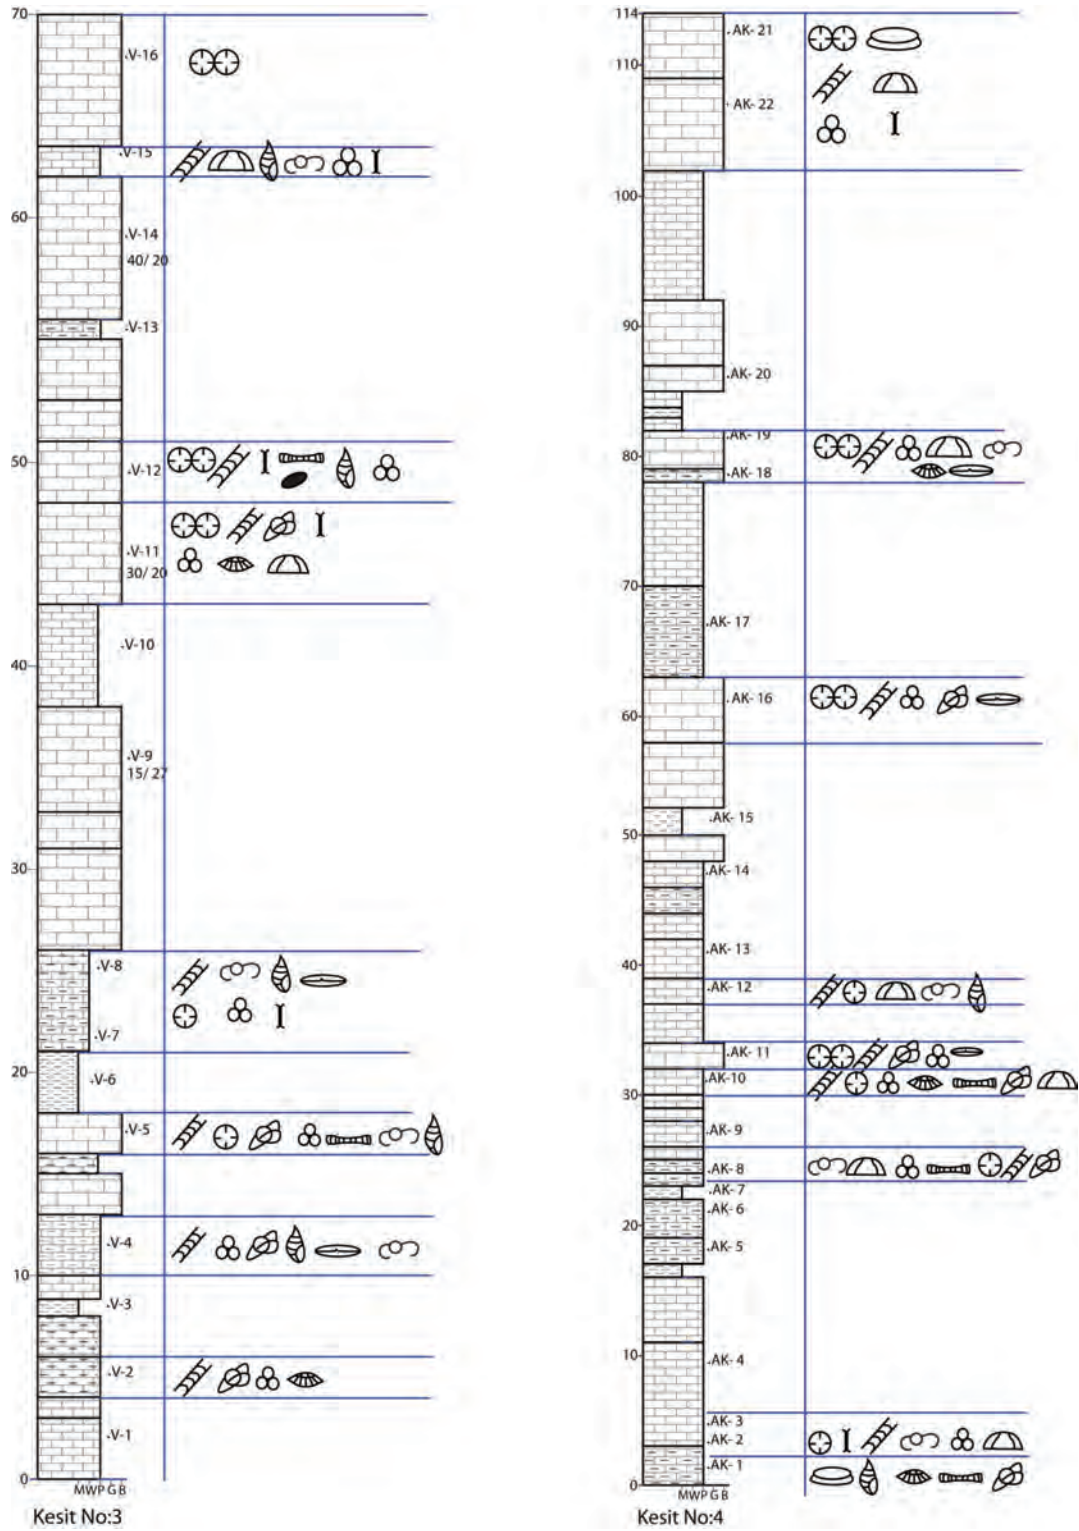 70
.V-16
.V-15
60
.V-14
40/ 20
.V-13
50
.V-12
.V-11
30/20
.V-10
40
.V-9
15/ 27
30
.V-8
.V-7
20
.V-6
.V-5
.V-4
10
.V-3
.V-2
.V-1
0
MWPGB
Kesit No:3
114
.AK- 21
110
.AK- 22
100
90
.AK- 20
.AK- 19
80
.AK- 18
70
.AK- 17
.AK- 16
60
.AK- 15
50
.AK- 14
.AK- 13
40
.AK- 12
.AK- 11
.AK-10
30
.AK- 9
.AK- 8
.AK- 7
.AK- 6
20
.AK- 5
10
.AK- 4
.AK- 3
.AK- 2
.AK- 1
0
MWPGB
Kesit No:4